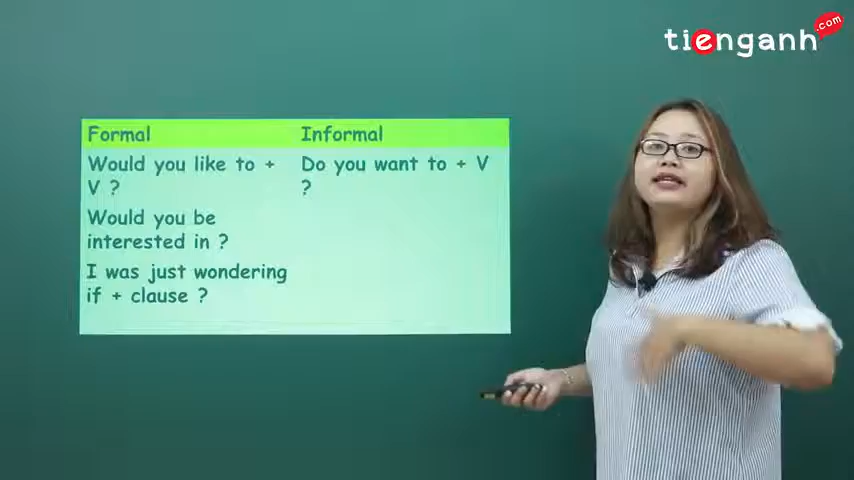 tienganh
.com
Formal
Informal
Would you like to +
V ?
Do you want to + V
?
Would you be
interested in ?
I was just wondering
if + clause ?